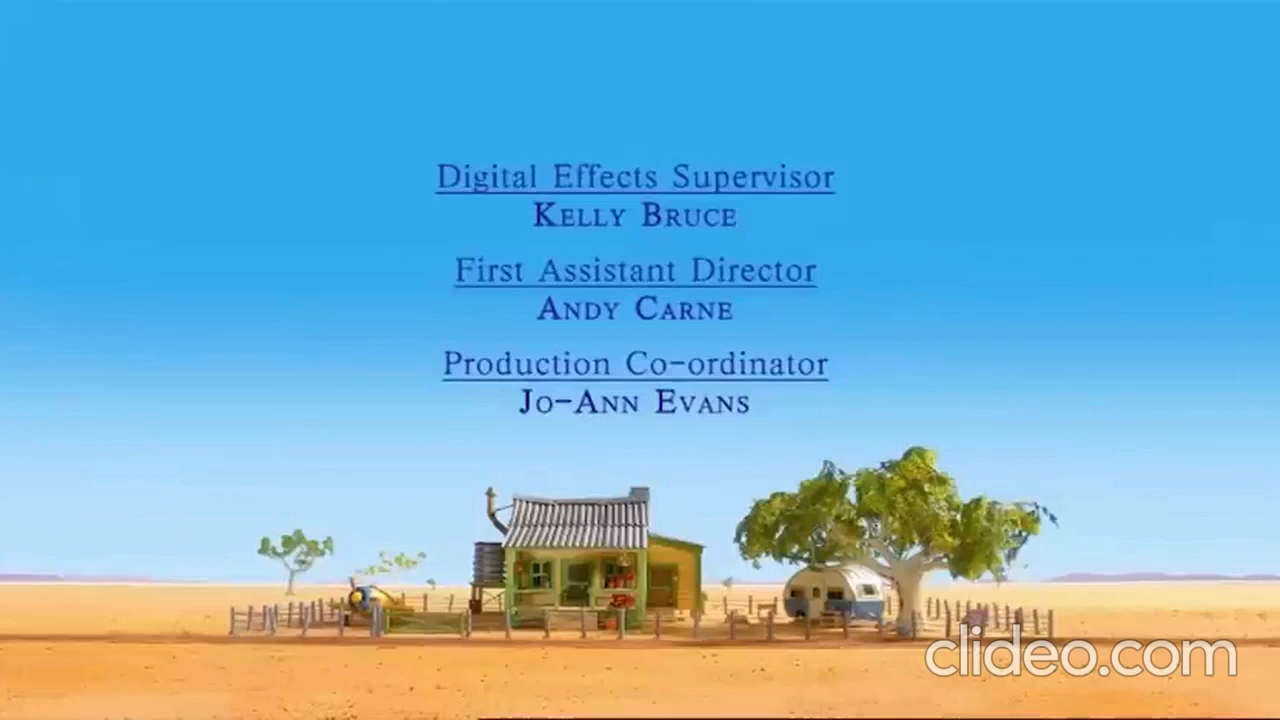 Digital Effects Supervisor
Kelly Bruce
First Assistant Director
Andy Carne
Production Co-ordinator
Jo-Ann Evans
clideo.com